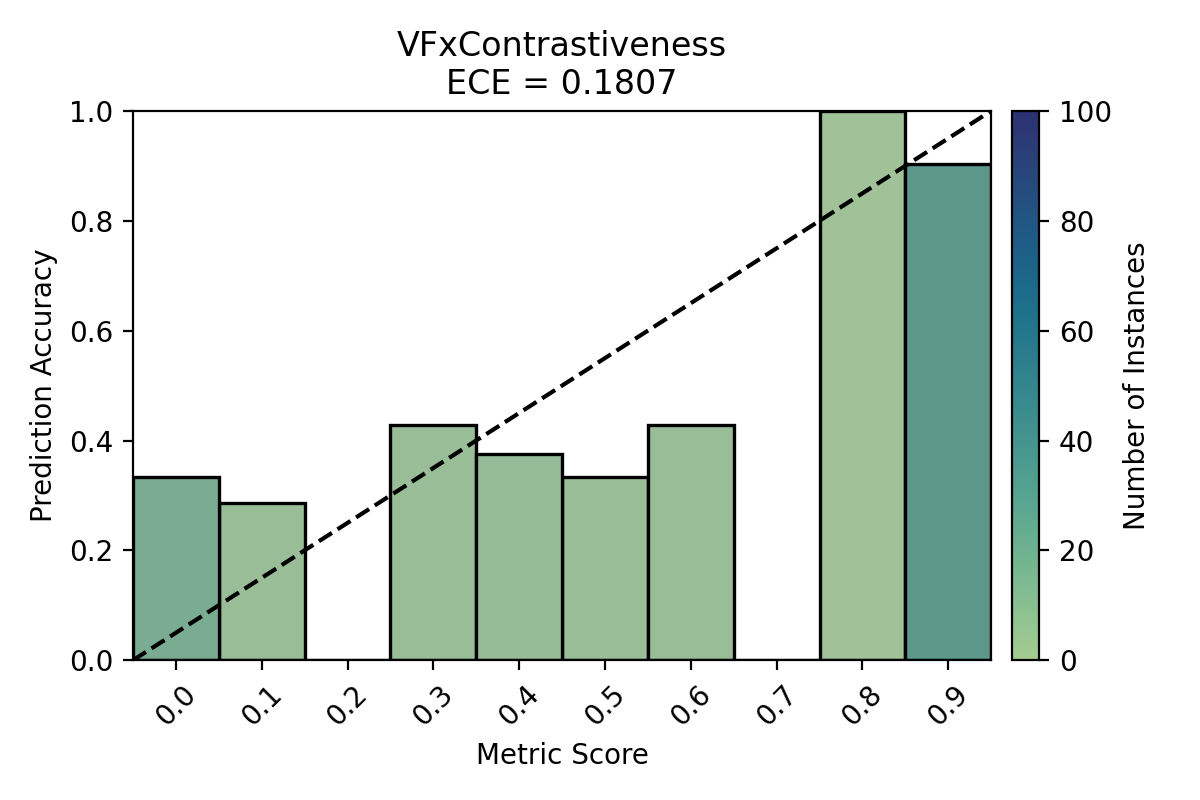 VFxContrastiveness
ECE = 0.1807
Prediction Accuracy
1.0
0.8
0.6
0.4
0.2
0.0
0.0 0.1 0.2 0.3 0.4 0.5 0.6 0.7 0.8 0.9
Metric Score
100
80
60
40
20
0
Number of Instances